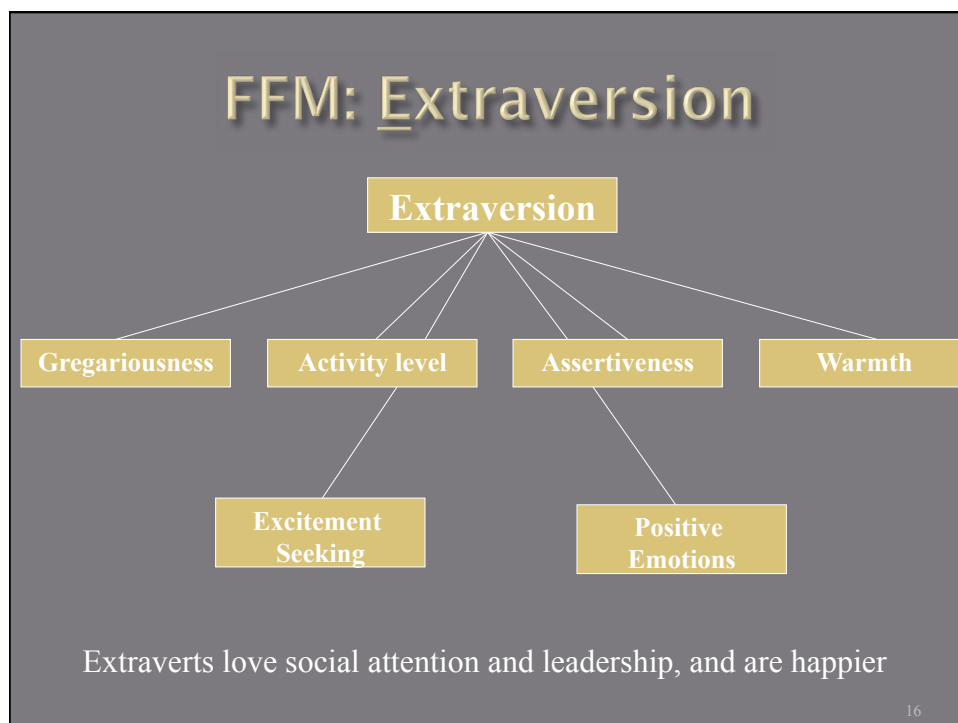 FFM: Extraversion
Extraversion
Gregariousness
Activity level
Assertiveness
Warmth
Excitement
Seeking
Positive
Emotions
Extraverts love social attention and leadership, and are happier
16